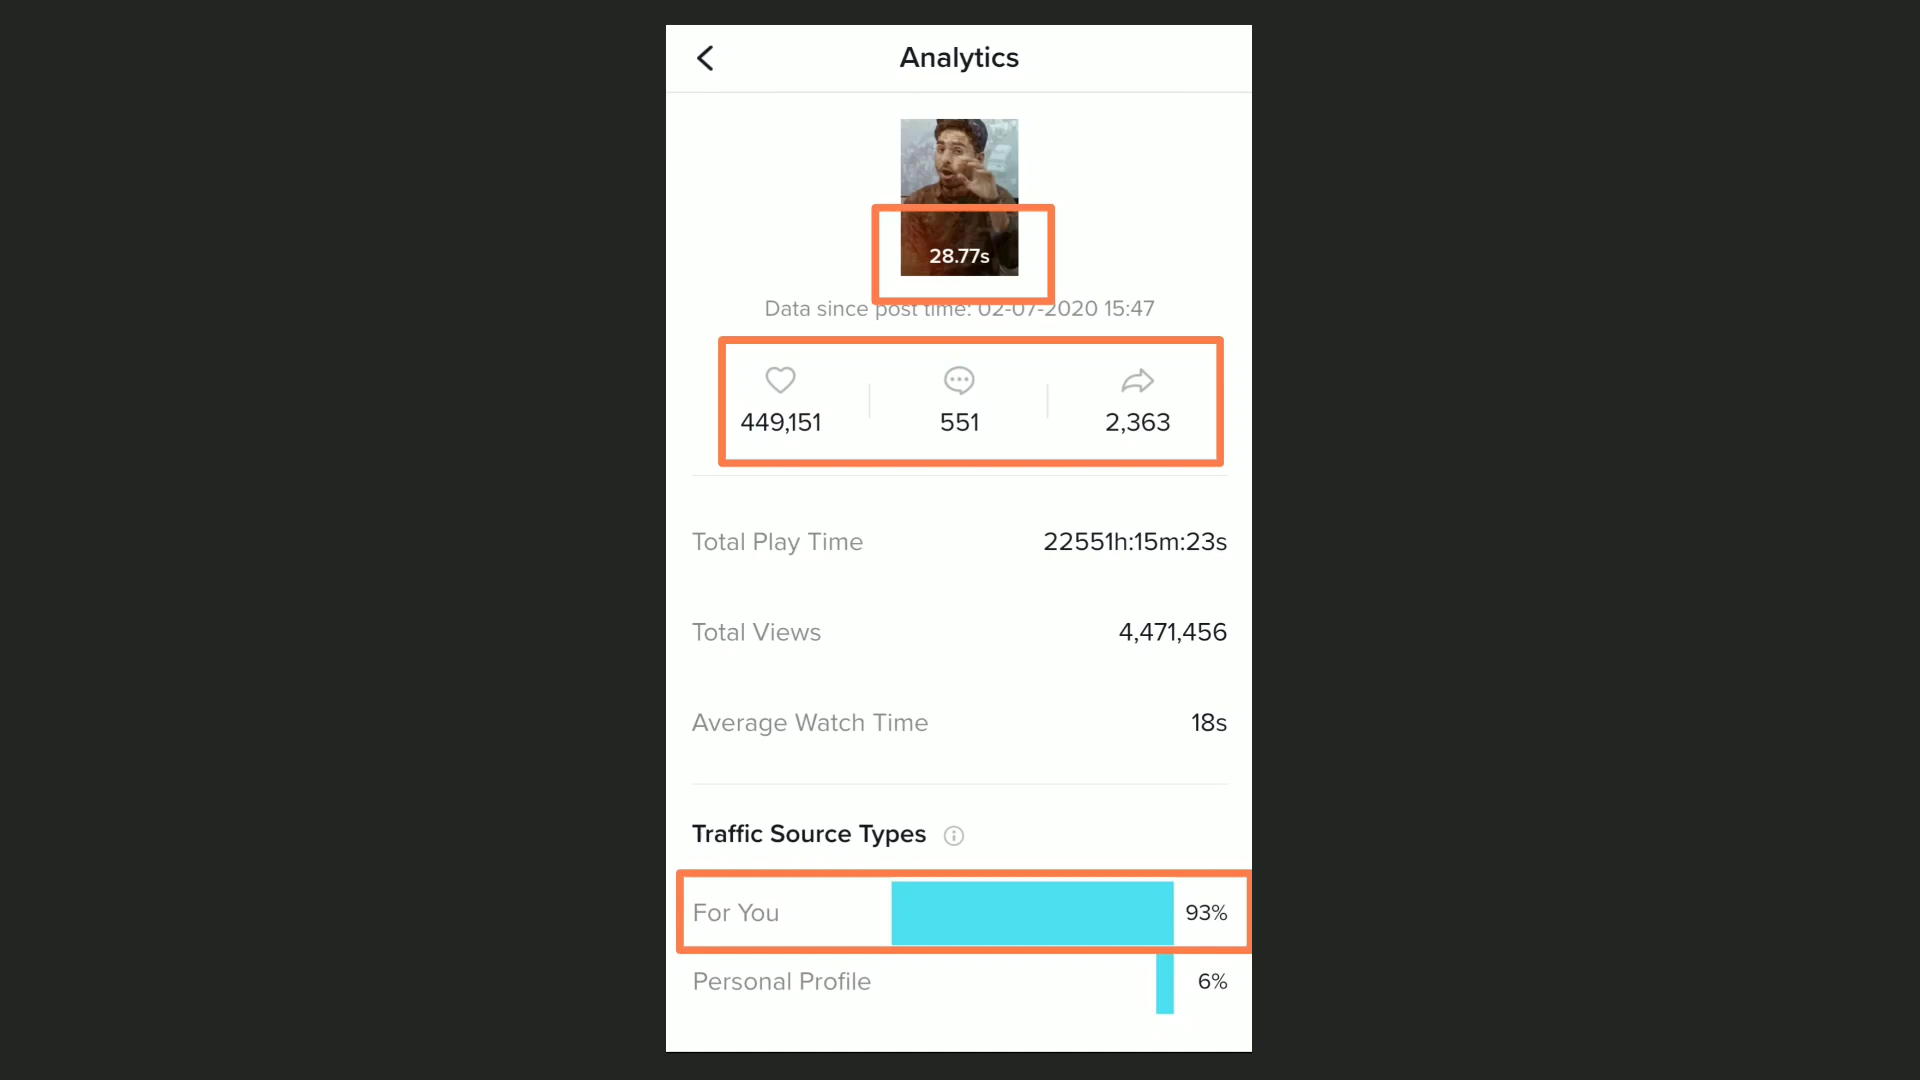 Analytics
28.77s
Data since post time: 02-07-2020 15:47
449,151 551 2,363
Total Play Time 22551h:15m:23s
Total Views 4,471,456
Average Watch Time 18s
Traffic Source Types
For You 93%
Personal Profile 6%